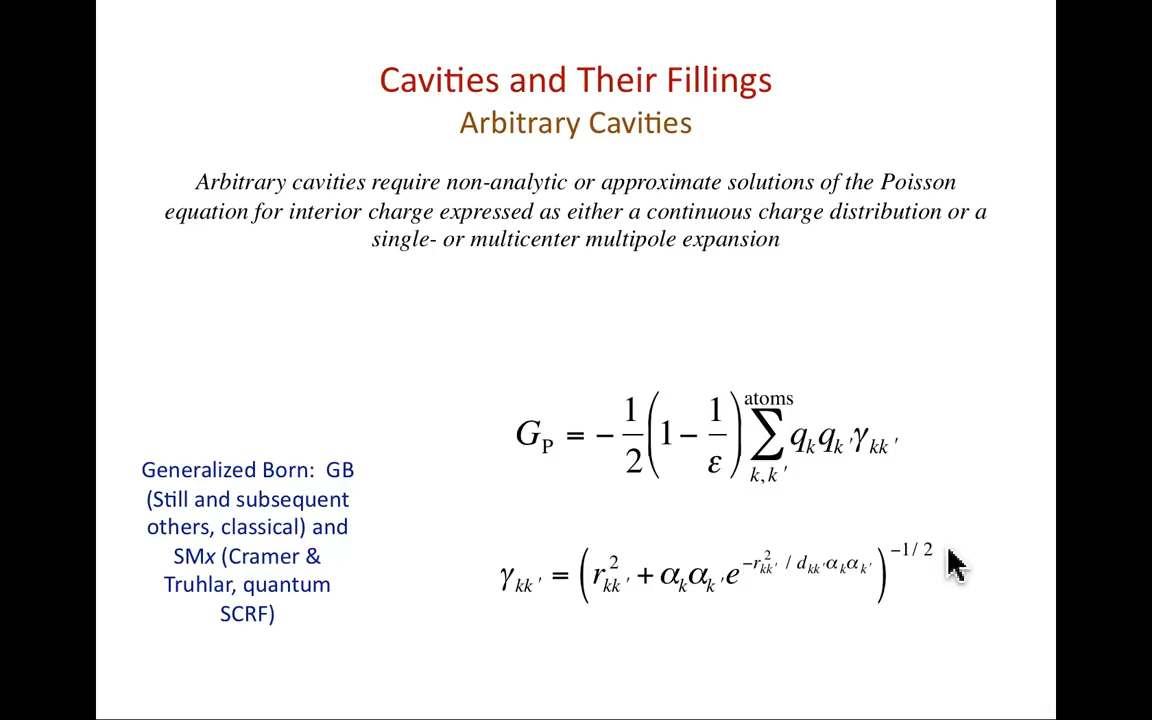 Cavities and Their Fillings
Arbitrary Cavities
Arbitrary cavities require non-analytic or approximate solutions of the Poisson
equation for interior charge expressed as either a continuous charge distribution or a
single- or multicenter multipole expansion
G_P = −1/2 (1 − 1/ε) ∑_{k,k′}^{atoms} q_k q_k′ γ_kk′
Generalized Born: GB
(Still and subsequent
others, classical) and
SMx (Cramer &
Truhlar, quantum
SCRF)
γ_kk′ = (r_kk′^2 + α_k α_k′ e^{−r_kk′^2 / d_kk′ α_k α_k′})^{−1/2}